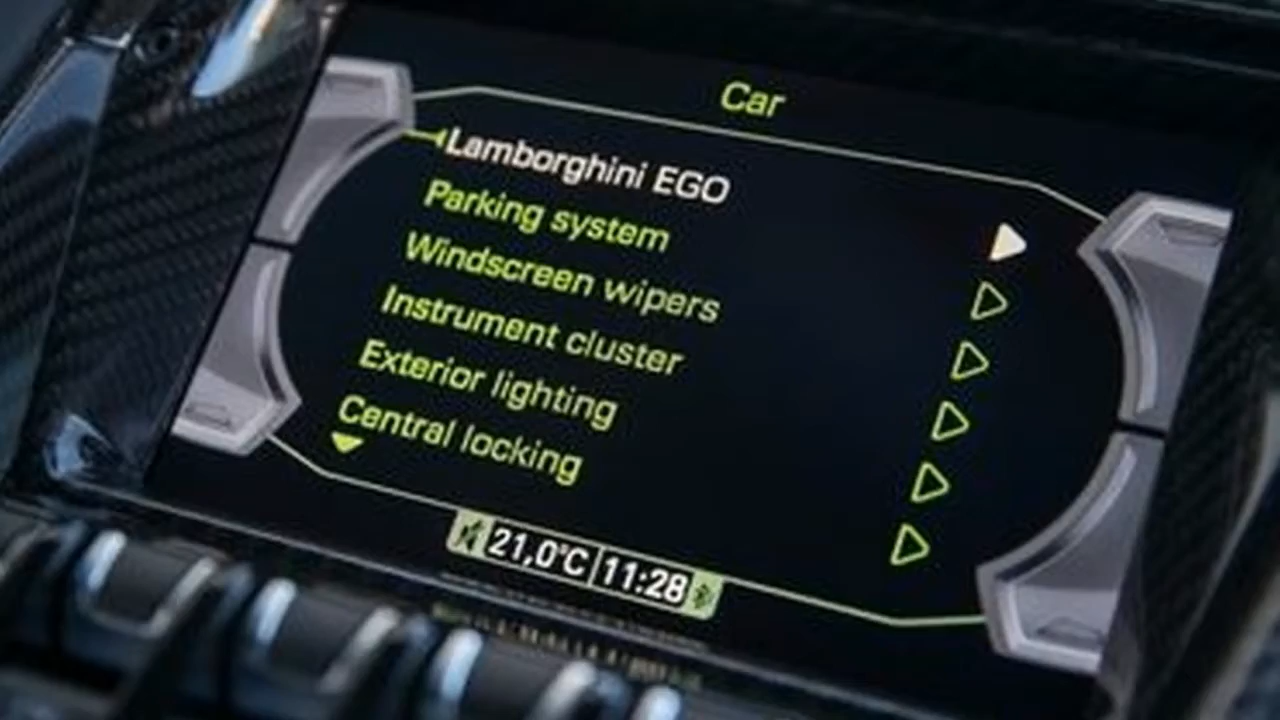 Car
Lamborghini EGO
Parking system
Windscreen wipers
Instrument cluster
Exterior lighting
Central locking
21,0°C 11:28